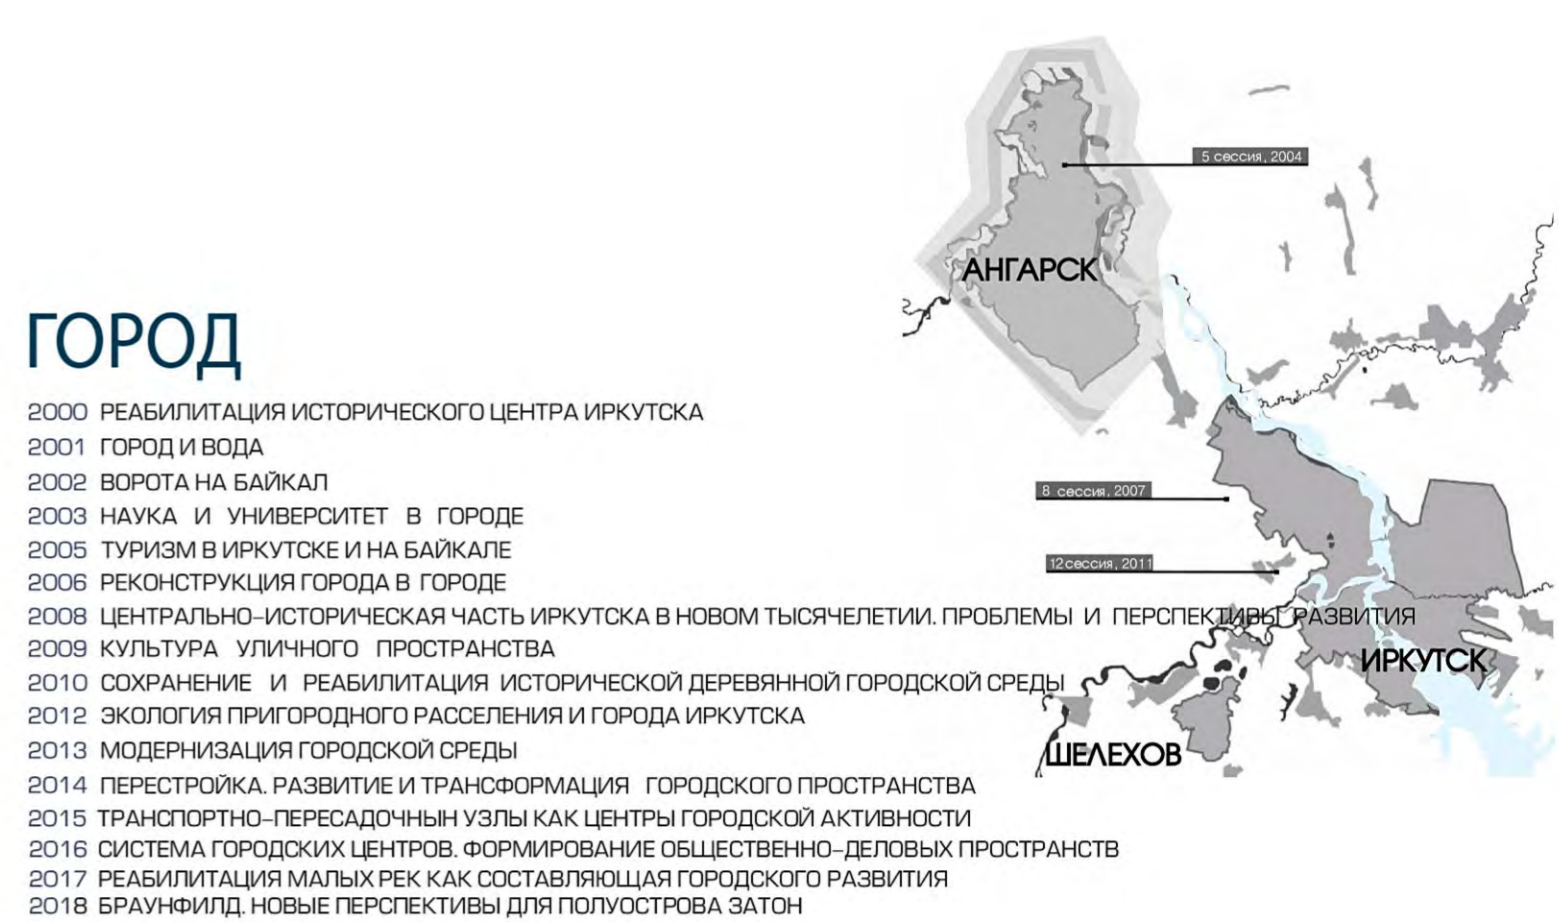 5 сессия, 2004
АНГАРСК
ГОРОД
2000 РЕАБИЛИТАЦИЯ ИСТОРИЧЕСКОГО ЦЕНТРА ИРКУТСКА
2001 ГОРОД И ВОДА
2002 ВОРОТА НА БАЙКАЛ
8 сессия, 2007
2003 НАУКА И УНИВЕРСИТЕТ В ГОРОДЕ
2005 ТУРИЗМ В ИРКУТСКЕ И НА БАЙКАЛЕ
12 сессия, 2011
2006 РЕКОНСТРУКЦИЯ ГОРОДА В ГОРОДЕ
2008 ЦЕНТРАЛЬНО-ИСТОРИЧЕСКАЯ ЧАСТЬ ИРКУТСКА В НОВОМ ТЫСЯЧЕЛЕТИИ. ПРОБЛЕМЫ И ПЕРСПЕКТИВЫ РАЗВИТИЯ
2009 КУЛЬТУРА УЛИЧНОГО ПРОСТРАНСТВА
ИРКУТСК
2010 СОХРАНЕНИЕ И РЕАБИЛИТАЦИЯ ИСТОРИЧЕСКОЙ ДЕРЕВЯННОЙ ГОРОДСКОЙ СРЕДЫ
2012 ЭКОЛОГИЯ ПРИГОРОДНОГО РАССЕЛЕНИЯ И ГОРОДА ИРКУТСКА
2013 МОДЕРНИЗАЦИЯ ГОРОДСКОЙ СРЕДЫ
ШЕЛЕХОВ
2014 ПЕРЕСТРОЙКА. РАЗВИТИЕ И ТРАНСФОРМАЦИЯ ГОРОДСКОГО ПРОСТРАНСТВА
2015 ТРАНСПОРТНО-ПЕРЕСАДОЧНЫН УЗЛЫ КАК ЦЕНТРЫ ГОРОДСКОЙ АКТИВНОСТИ
2016 СИСТЕМА ГОРОДСКИХ ЦЕНТРОВ. ФОРМИРОВАНИЕ ОБЩЕСТВЕННО-ДЕЛОВЫХ ПРОСТРАНСТВ
2017 РЕАБИЛИТАЦИЯ МАЛЫХ РЕК КАК СОСТАВЛЯЮЩАЯ ГОРОДСКОГО РАЗВИТИЯ
2018 БРАУНФИЛД. НОВЫЕ ПЕРСПЕКТИВЫ ДЛЯ ПОЛУОСТРОВА ЗАТОН